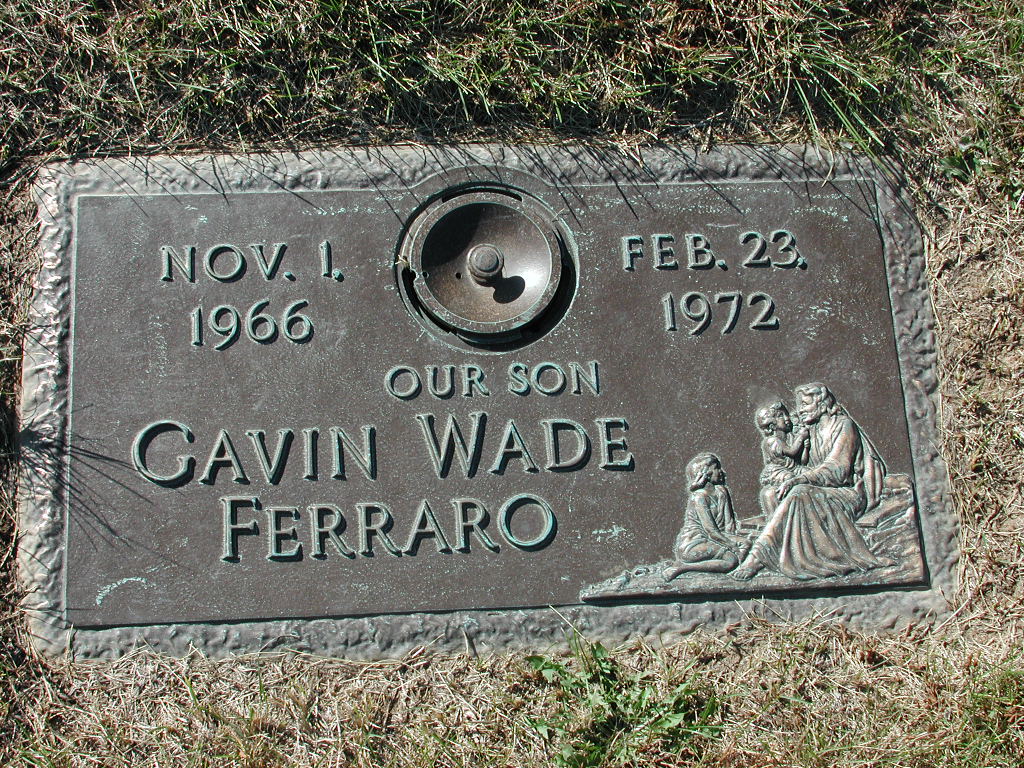 NOV. 1. FEB. 23.
1966 1972
OUR SON
GAVIN WADE
FERRARO